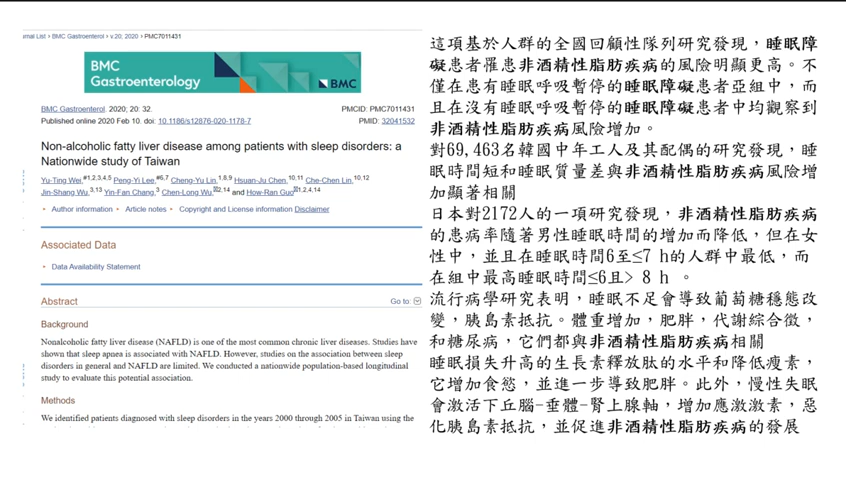 rnal List > BMC Gastroenterol > v.20; 2020 > PMC7011431
BMC
Gastroenterology
BMC
BMC Gastroenterol. 2020; 20: 32.
PMCID: PMC7011431
Published online 2020 Feb 10. doi: 10.1186/s12876-020-1178-7
PMID: 32041532
Non-alcoholic fatty liver disease among patients with sleep disorders: a
Nationwide study of Taiwan
Yu-Ting Wei,#1,2,3,4,5 Peng-Yi Lee,#6,7 Cheng-Yu Lin,1,8,9 Hsuan-Ju Chen,10,11 Che-Chen Lin,10,12
Jin-Shang Wu,3,13 Yin-Fan Chang,3 Chen-Long Wu,2,14 and How-Ran Guo1,2,4,14
• Author information • Article notes • Copyright and License information Disclaimer
Associated Data
• Data Availability Statement
Abstract
Go to:
Background
Nonalcoholic fatty liver disease (NAFLD) is one of the most common chronic liver diseases. Studies have
shown that sleep apnea is associated with NAFLD. However, studies on the association between sleep
disorders in general and NAFLD are limited. We conducted a nationwide population-based longitudinal
study to evaluate this potential association.
Methods
We identified patients diagnosed with sleep disorders in the years 2000 through 2005 in Taiwan using the
這項基於人群的全國回顧性隊列研究發現，睡眠障
礙患者罹患非酒精性脂肪疾病的風險明顯更高。不
僅在患有睡眠呼吸暫停的睡眠障礙患者亞組中，而
且在沒有睡眠呼吸暫停的睡眠障礙患者中均觀察到
非酒精性脂肪疾病風險增加。
對69,463名韓國中年工人及其配偶的研究發現，睡
眠時間短和睡眠質量差與非酒精性脂肪疾病風險增
加顯著相關
日本對2172人的一項研究發現，非酒精性脂肪疾病
的患病率隨著男性睡眠時間的增加而降低，但在女
性中，並且在睡眠時間6至≤7 h的人群中最低，而
在組中最高睡眠時間≤6且> 8 h 。
流行病學研究表明，睡眠不足會導致葡萄糖穩態改
變，胰島素抵抗。體重增加，肥胖，代謝綜合徵，
和糖尿病，它們都與非酒精性脂肪疾病相關
睡眠損失升高的生長素釋放肽的水平和降低瘦素，
它增加食慾，並進一步導致肥胖。此外，慢性失眠
會激活下丘腦-垂體-腎上腺軸，增加應激激素，惡
化胰島素抵抗，並促進非酒精性脂肪疾病的發展